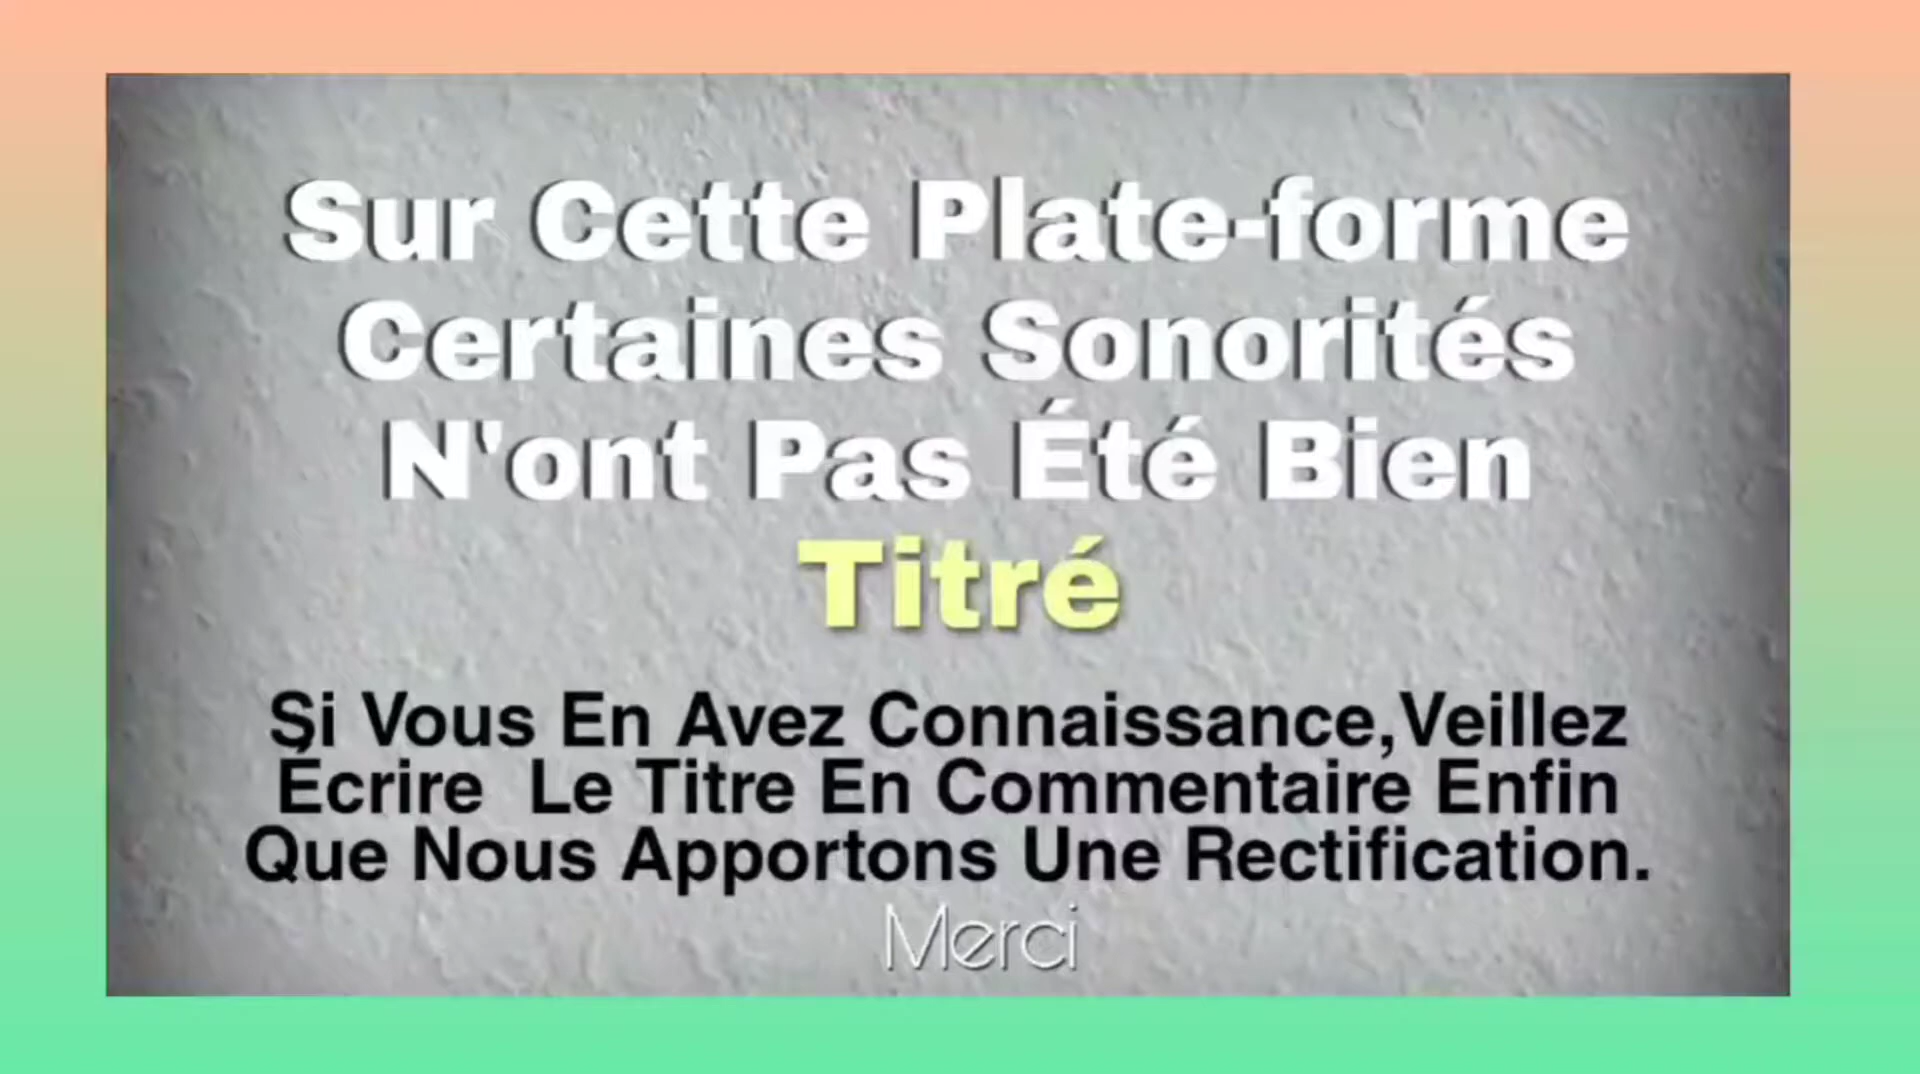 Sur Cette Plate-forme
Certaines Sonorités
N'ont Pas Été Bien
Titré
Si Vous En Avez Connaissance,Veillez
Écrire  Le Titre En Commentaire Enfin
Que Nous Apportons Une Rectification.
Merci